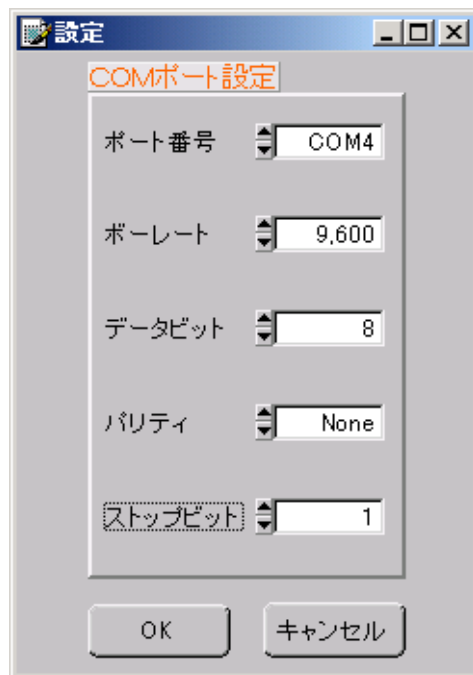 設定
COMポート設定
ポート番号 COM4
ボーレート 9,600
データビット 8
パリティ None
ストップビット 1
OK キャンセル